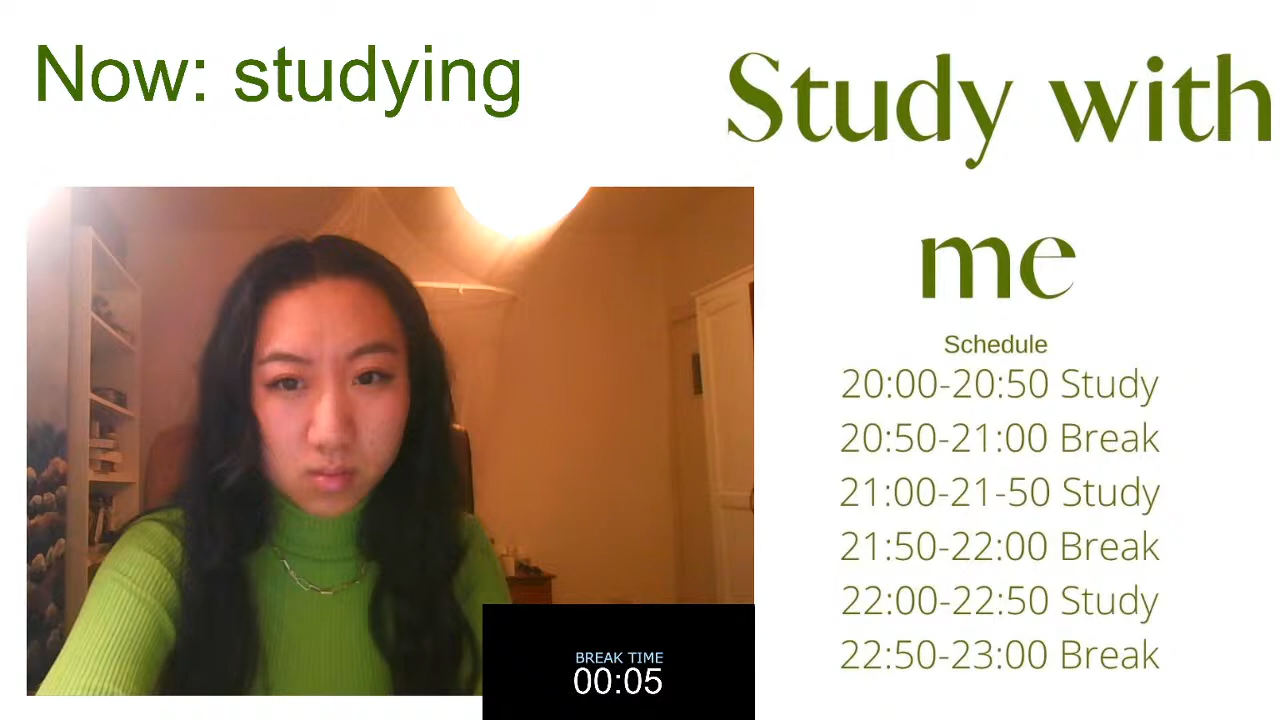 Now: studying
Study with
me
Schedule
20:00-20:50 Study
20:50-21:00 Break
21:00-21-50 Study
21:50-22:00 Break
22:00-22:50 Study
22:50-23:00 Break
BREAK TIME
00:05